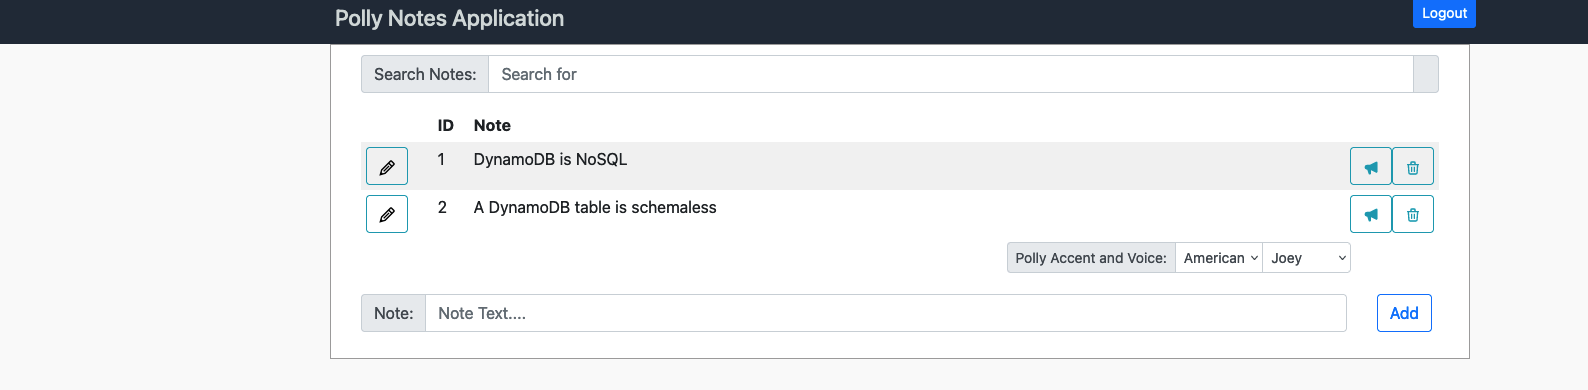 Polly Notes Application
Logout
Search Notes: Search for
ID Note
1 DynamoDB is NoSQL
2 A DynamoDB table is schemaless
Polly Accent and Voice: American Joey
Note: Note Text.... Add